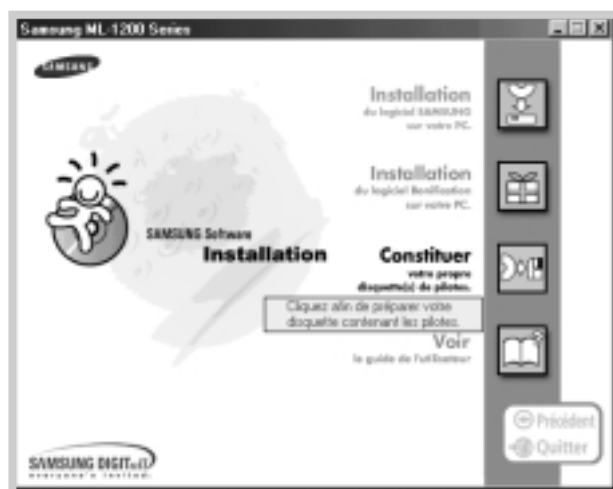 Samsung ML-1200 Series
SAMSUNG
Installation
du logiciel SAMSUNG
sur votre PC.
Installation
du logiciel Bonification
sur votre PC.
SAMSUNG Software
Installation
Constituer
votre propre
disquette(s) de pilotes.
Cliquez afin de préparer votre
disquette contenant les pilotes.
Voir
le guide de l'utilisateur
Précédent
Quitter
SAMSUNG DIGITall
everyone's invited.